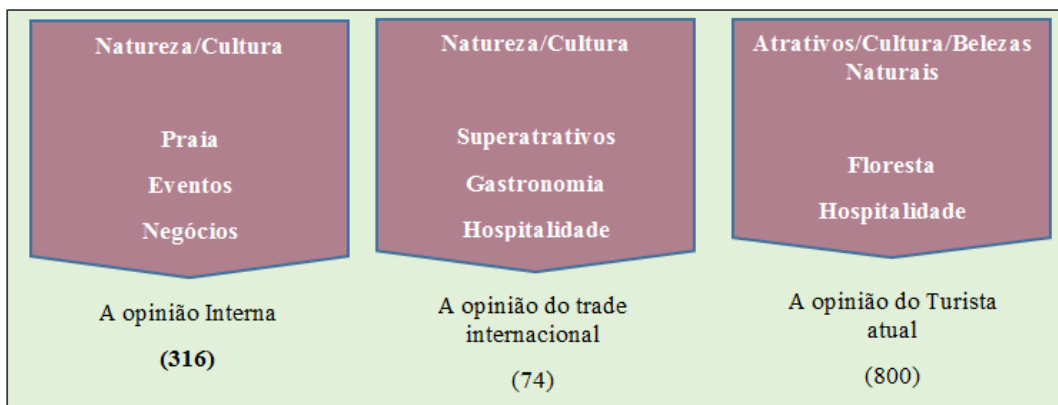 Natureza/Cultura
Praia
Eventos
Negócios
A opinião Interna
(316)
Natureza/Cultura
Superatrativos
Gastronomia
Hospitalidade
A opinião do trade
internacional
(74)
Atrativos/Cultura/Belezas
Naturais
Floresta
Hospitalidade
A opinião do Turista
atual
(800)